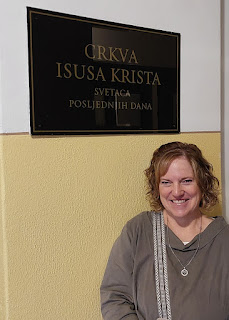 CRKVA
ISUSA KRISTA
SVETACA
POSLJEDNJIH DANA